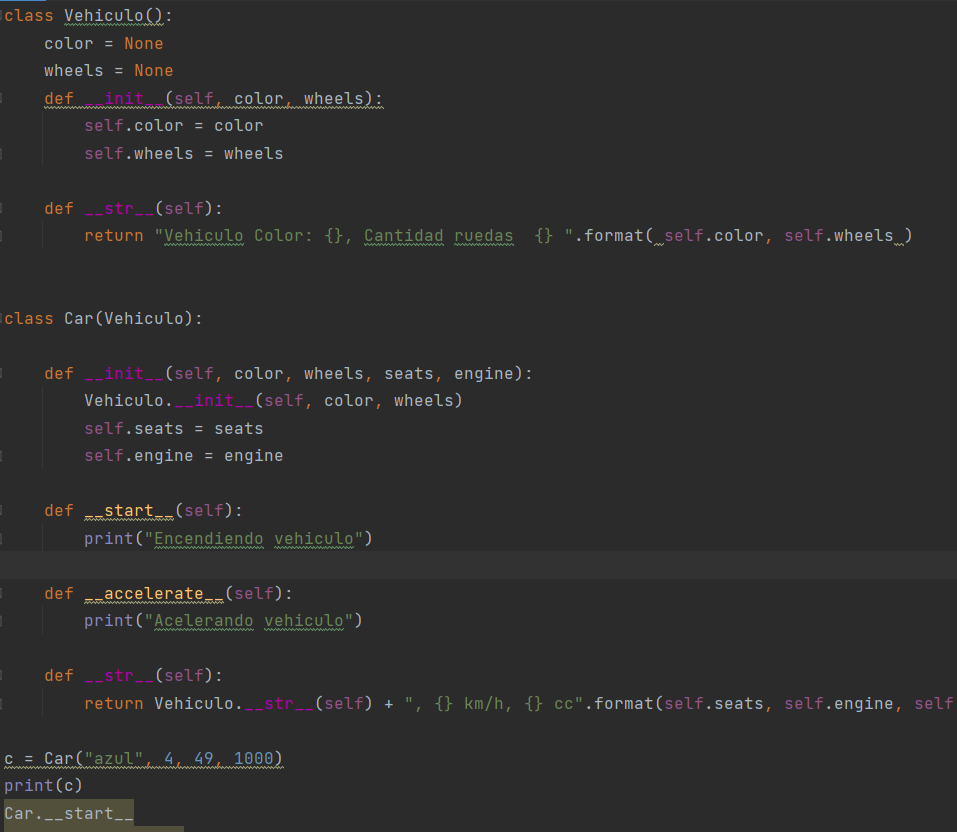 class Vehiculo():
    color = None
    wheels = None
    def __init__(self, color, wheels):
        self.color = color
        self.wheels = wheels
    def __str__(self):
        return "Vehiculo Color: {}, Cantidad ruedas  {} ".format( self.color, self.wheels )
class Car(Vehiculo):
    def __init__(self, color, wheels, seats, engine):
        Vehiculo.__init__(self, color, wheels)
        self.seats = seats
        self.engine = engine
    def __start__(self):
        print("Encendiendo vehiculo")
    def __accelerate__(self):
        print("Acelerando vehiculo")
    def __str__(self):
        return Vehiculo.__str__(self) + ", {} km/h, {} cc".format(self.seats, self.engine, self
c = Car("azul", 4, 49, 1000)
print(c)
Car.__start__